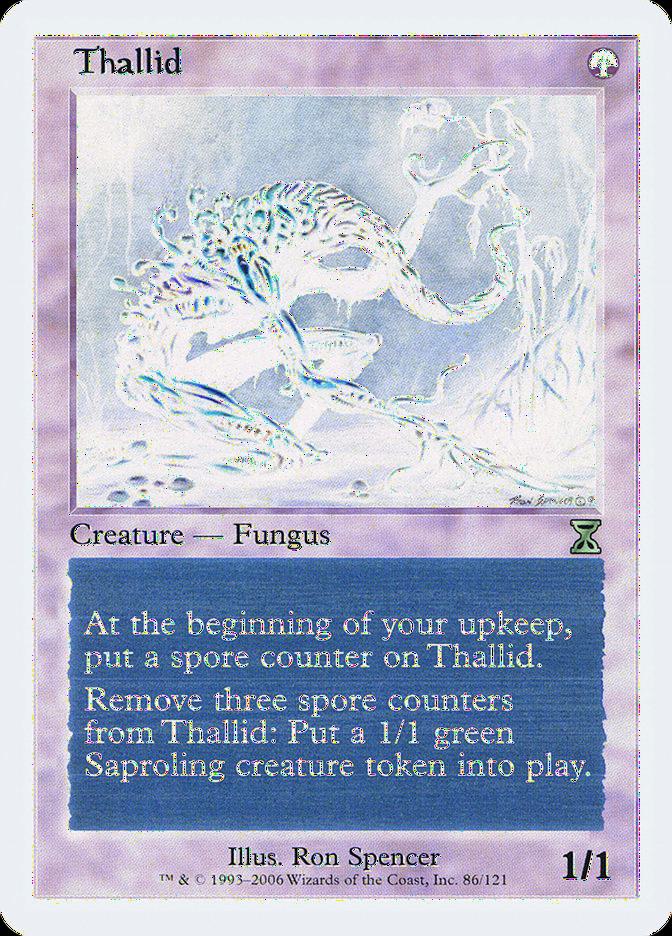 Thallid
Creature — Fungus
At the beginning of your upkeep,
put a spore counter on Thallid.
Remove three spore counters
from Thallid: Put a 1/1 green
Saproling creature token into play.
Illus. Ron Spencer
1/1
™ & © 1993–2006 Wizards of the Coast, Inc. 86/121